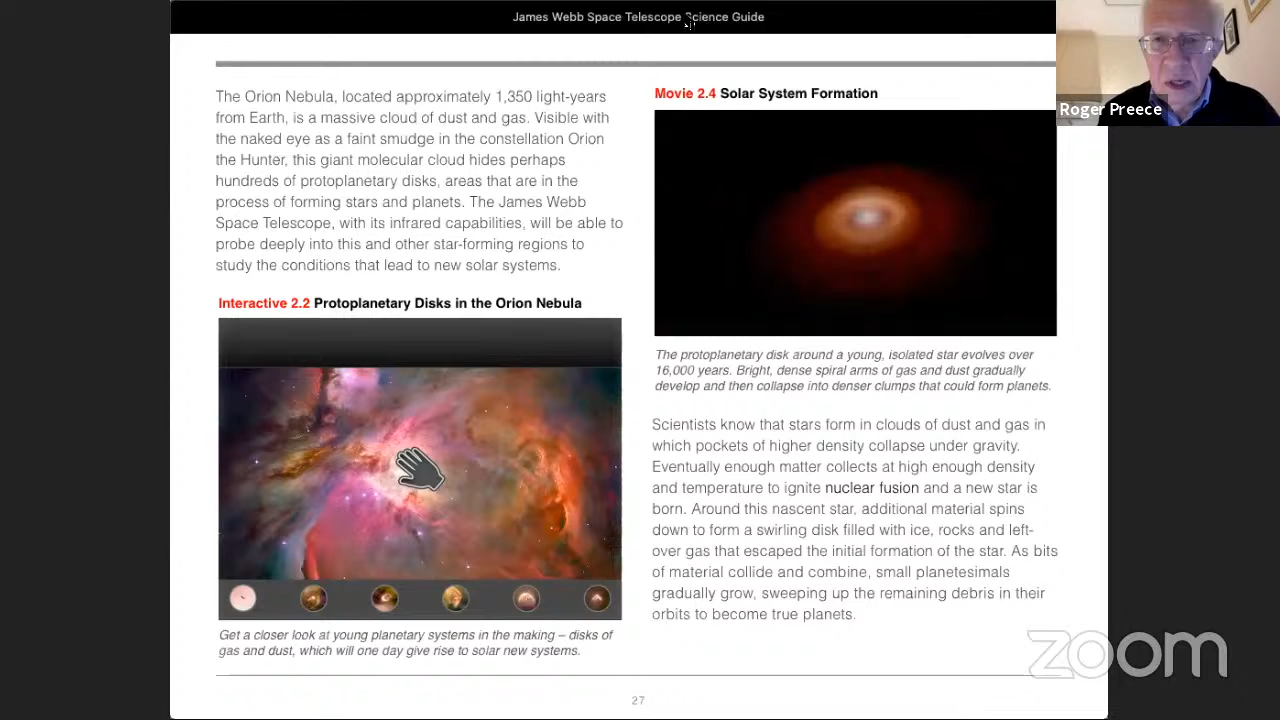 James Webb Space Telescope Science Guide
Roger Preece
The Orion Nebula, located approximately 1,350 light-years
from Earth, is a massive cloud of dust and gas. Visible with
the naked eye as a faint smudge in the constellation Orion
the Hunter, this giant molecular cloud hides perhaps
hundreds of protoplanetary disks, areas that are in the
process of forming stars and planets. The James Webb
Space Telescope, with its infrared capabilities, will be able to
probe deeply into this and other star-forming regions to
study the conditions that lead to new solar systems.
Interactive 2.2 Protoplanetary Disks in the Orion Nebula
Get a closer look at young planetary systems in the making – disks of
gas and dust, which will one day give rise to solar new systems.
Movie 2.4 Solar System Formation
The protoplanetary disk around a young, isolated star evolves over
16,000 years. Bright, dense spiral arms of gas and dust gradually
develop and then collapse into denser clumps that could form planets.
Scientists know that stars form in clouds of dust and gas in
which pockets of higher density collapse under gravity.
Eventually enough matter collects at high enough density
and temperature to ignite nuclear fusion and a new star is
born. Around this nascent star, additional material spins
down to form a swirling disk filled with ice, rocks and left-
over gas that escaped the initial formation of the star. As bits
of material collide and combine, small planetesimals
gradually grow, sweeping up the remaining debris in their
orbits to become true planets.
zoom
27